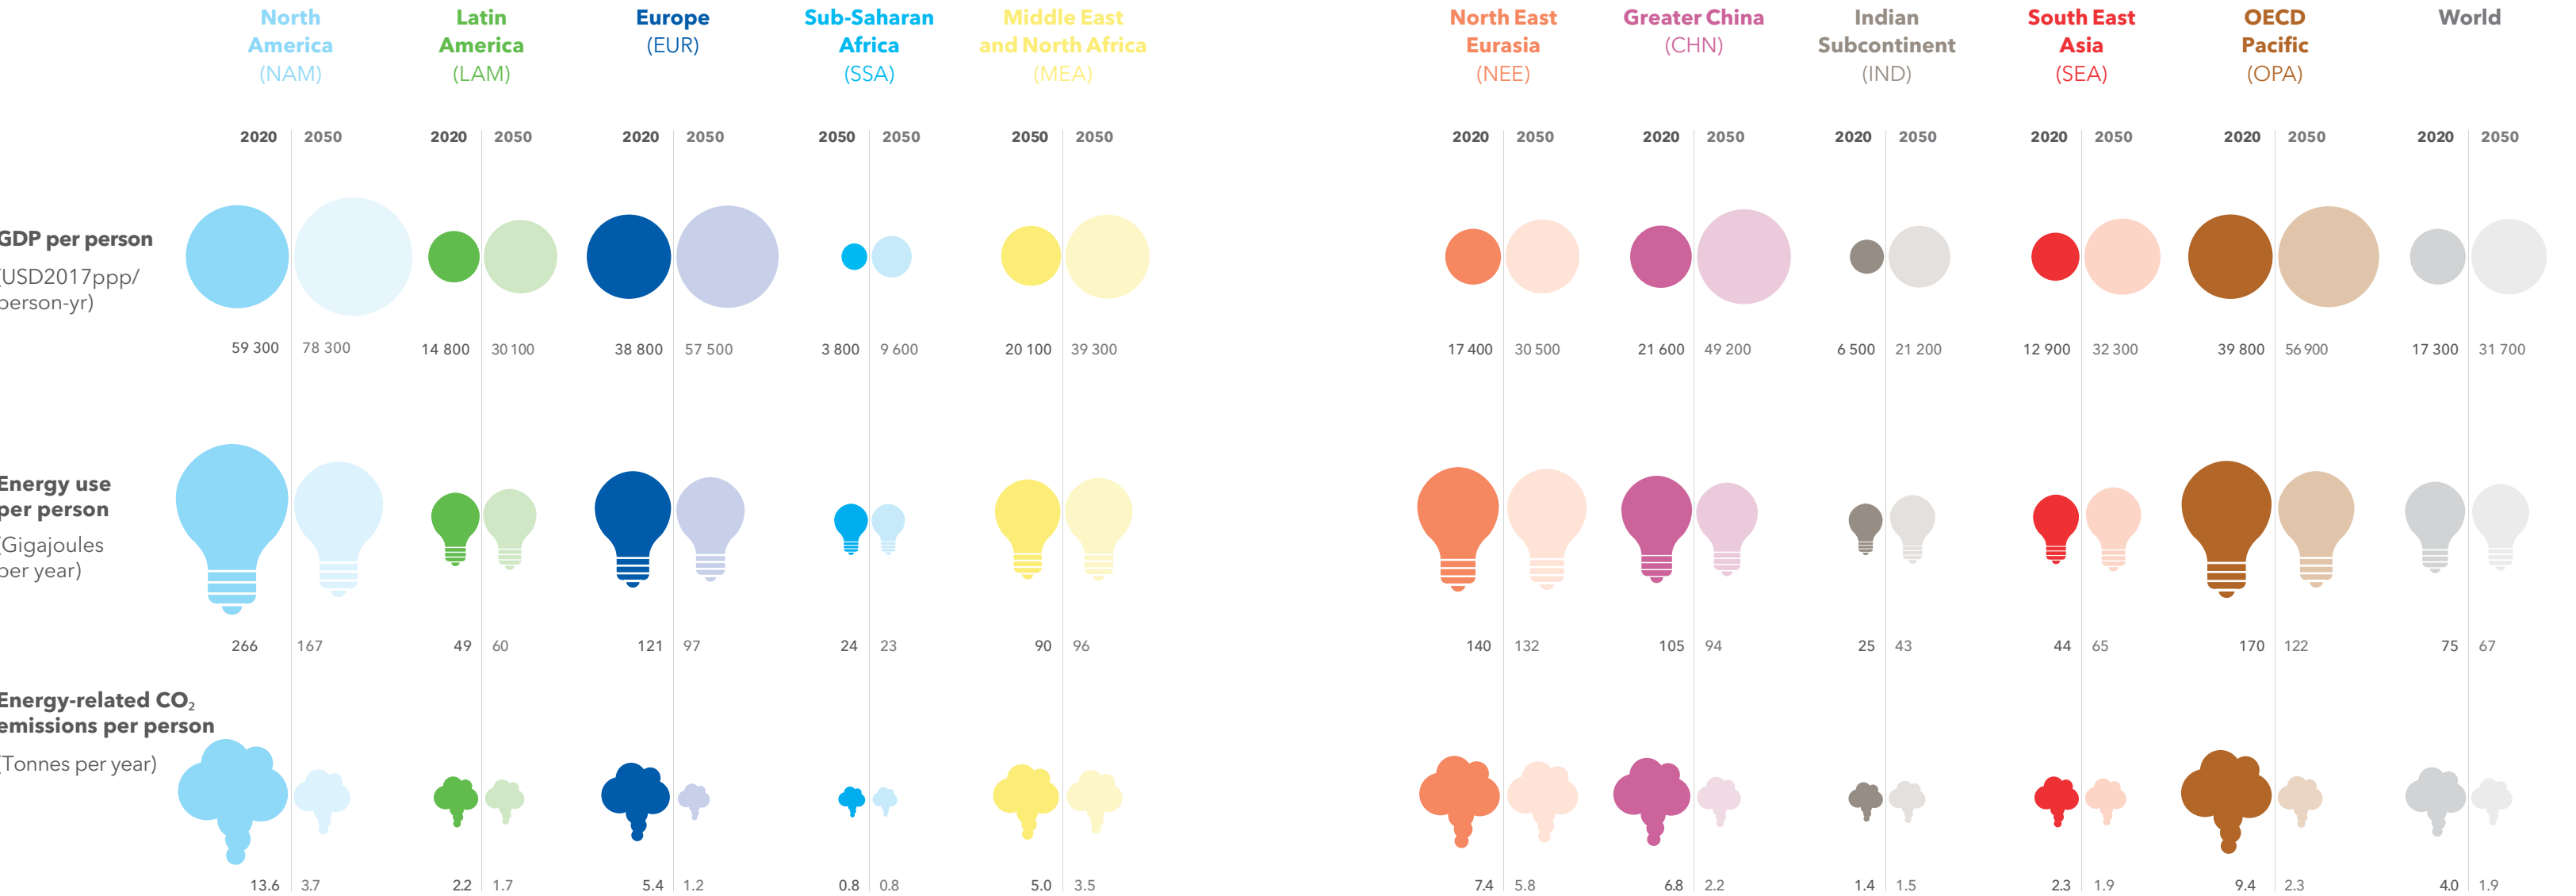 North
America
(NAM)
Latin
America
(LAM)
Europe
(EUR)
Sub-Saharan
Africa
(SSA)
Middle East
and North Africa
(MEA)
North East
Eurasia
(NEE)
Greater China
(CHN)
Indian
Subcontinent
(IND)
South East
Asia
(SEA)
OECD
Pacific
(OPA)
World
2020 2050 2020 2050 2020 2050 2050 2050 2050 2050 2020 2050 2020 2050 2020 2050 2020 2050 2020 2050 2020 2050
GDP per person
(USD2017ppp/
person-yr)
59 300 78 300 14 800 30 100 38 800 57 500 3 800 9 600 20 100 39 300 17 400 30 500 21 600 49 200 6 500 21 200 12 900 32 300 39 800 56 900 17 300 31 700
Energy use
per person
(Gigajoules
per year)
266 167 49 60 121 97 24 23 90 96 140 132 105 94 25 43 44 65 170 122 75 67
Energy-related CO₂
emissions per person
(Tonnes per year)
13.6 3.7 2.2 1.7 5.4 1.2 0.8 0.8 5.0 3.5 7.4 5.8 6.8 2.2 1.4 1.5 2.3 1.9 9.4 2.3 4.0 1.9